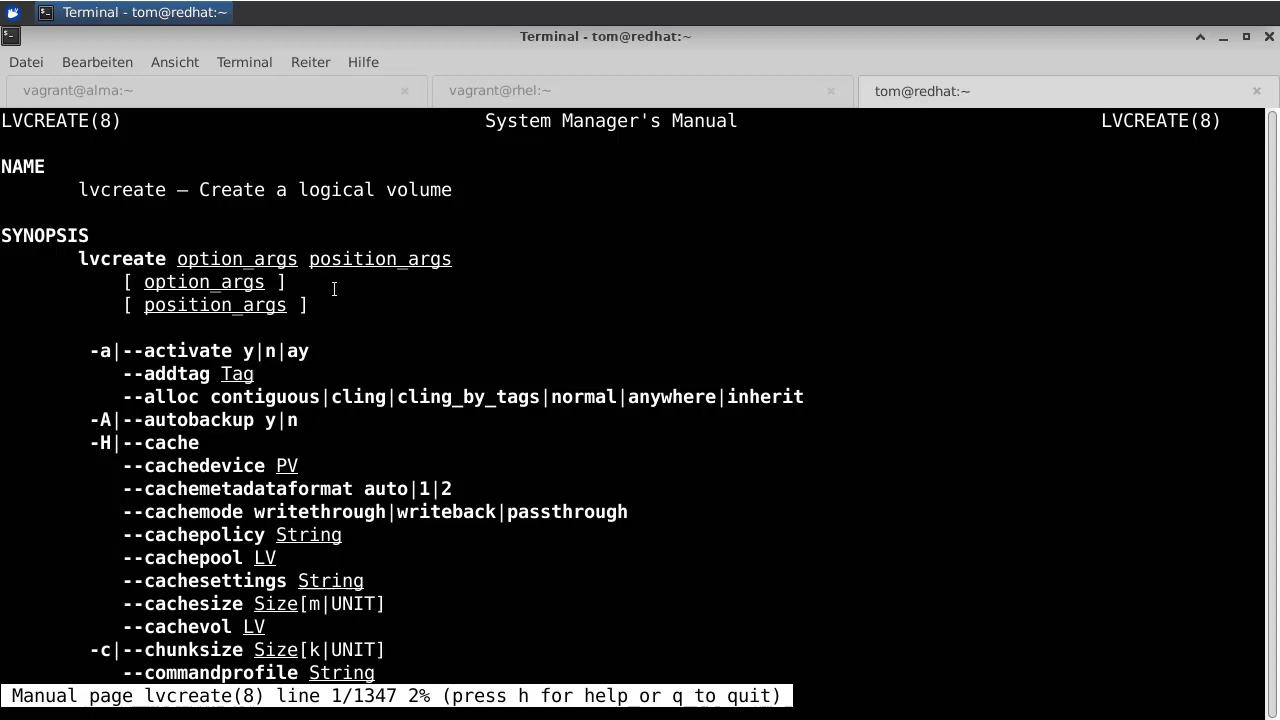 Terminal - tom@redhat:~
Terminal - tom@redhat:~
Datei Bearbeiten Ansicht Terminal Reiter Hilfe
vagrant@alma:~ vagrant@rhel:~ tom@redhat:~
LVCREATE(8) System Manager's Manual LVCREATE(8)
NAME
lvcreate — Create a logical volume
SYNOPSIS
lvcreate option_args position_args
[ option_args ]
[ position_args ]
-a|--activate y|n|ay
--addtag Tag
--alloc contiguous|cling|cling_by_tags|normal|anywhere|inherit
-A|--autobackup y|n
-H|--cache
--cachedevice PV
--cachemetadataformat auto|1|2
--cachemode writethrough|writeback|passthrough
--cachepolicy String
--cachepool LV
--cachesettings String
--cachesize Size[m|UNIT]
--cachevol LV
-c|--chunksize Size[k|UNIT]
--commandprofile String
Manual page lvcreate(8) line 1/1347 2% (press h for help or q to quit)